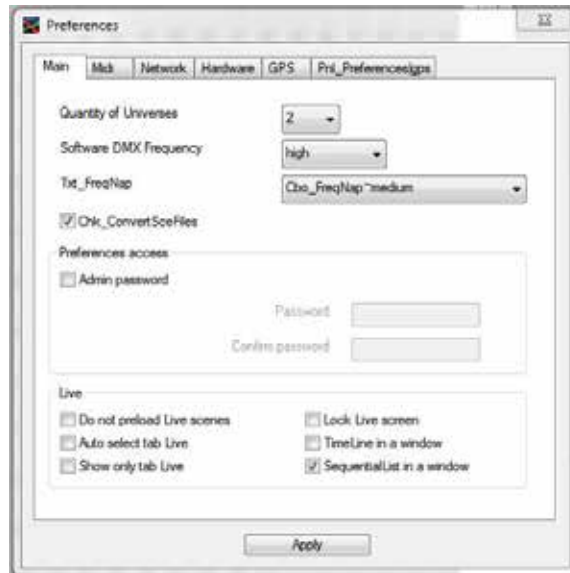 Preferences
Main Midi Network Hardware GPS Pnl_Preferences|gps
Quantity of Universes 2
Software DMX Frequency high
Txt_FreqNap Cbo_FreqNap~medium
Chk_ConvertSceFiles
Preferences access
Admin password
Password
Confirm password
Live
Do not preload Live scenes Lock Live screen
Auto select tab Live TimeLine in a window
Show only tab Live SequentialList in a window
Apply